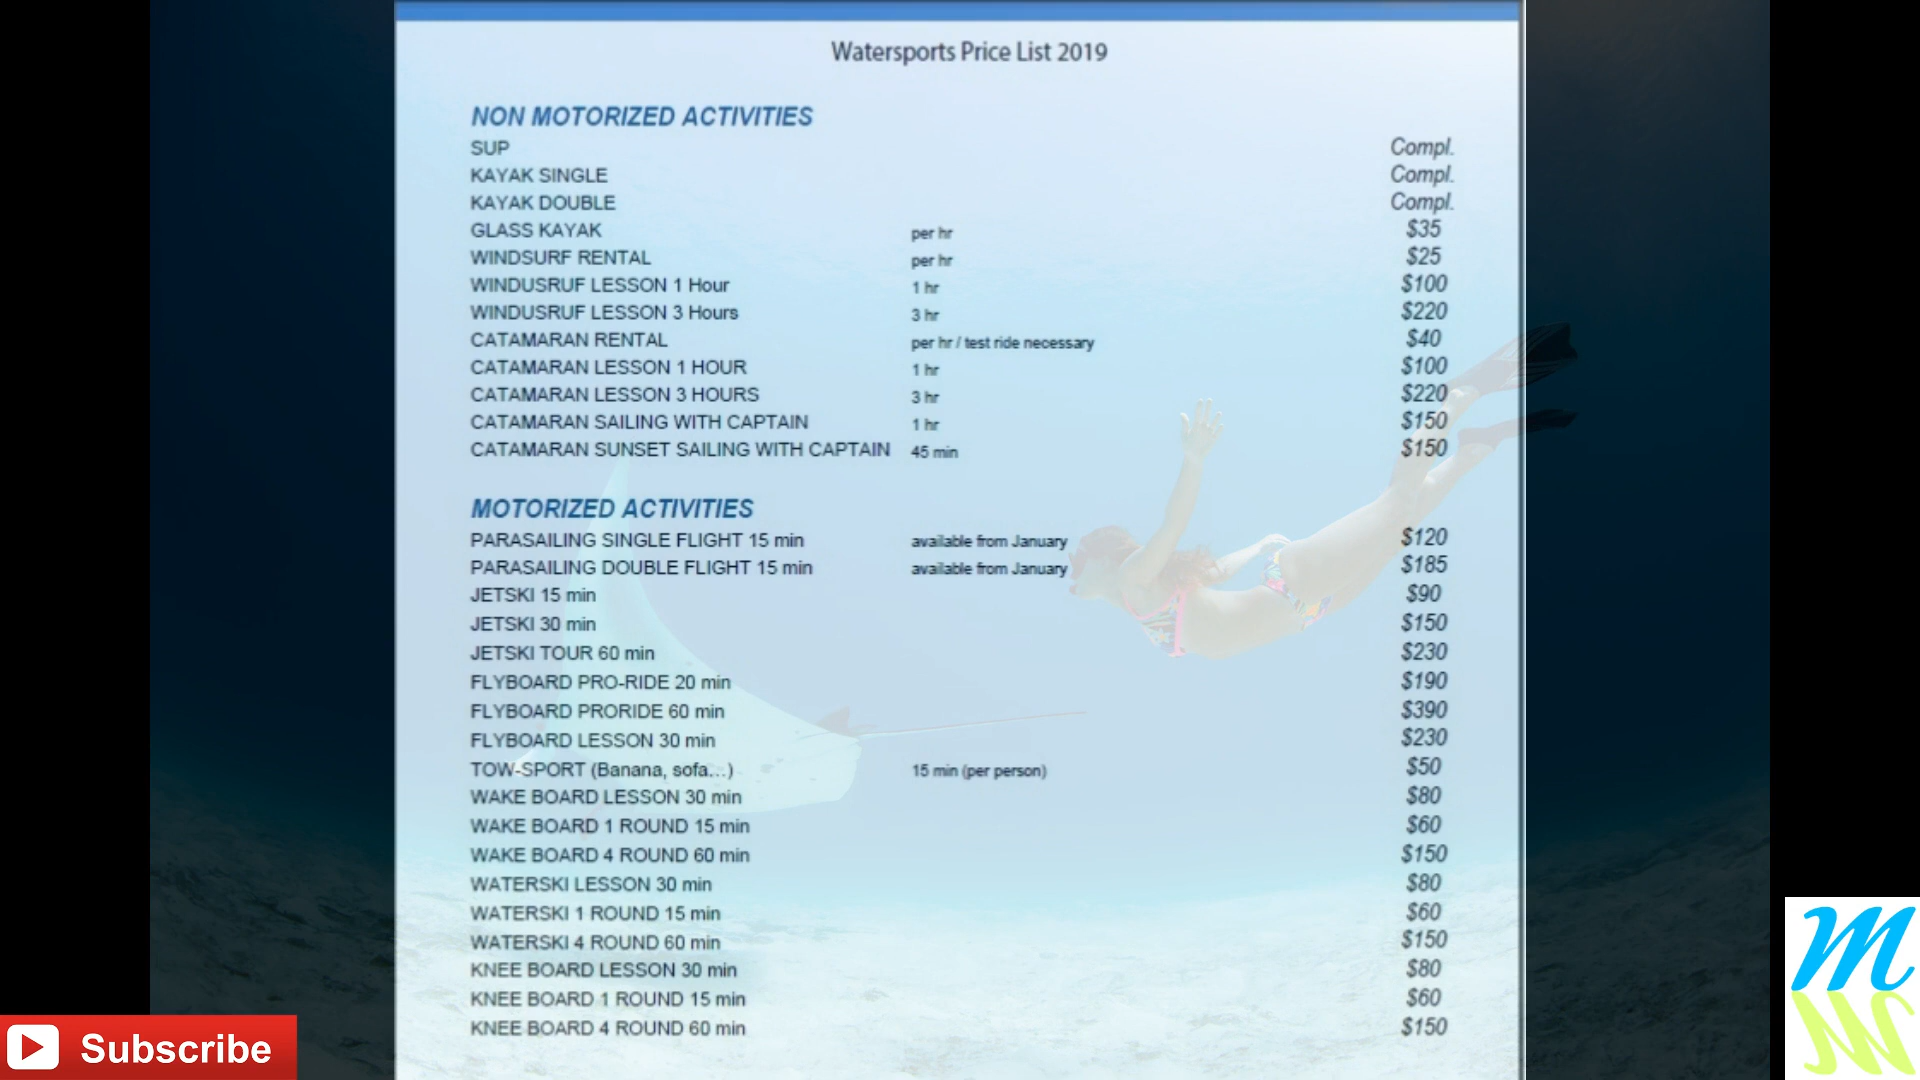 Watersports Price List 2019
NON MOTORIZED ACTIVITIES
SUP Compl.
KAYAK SINGLE Compl.
KAYAK DOUBLE Compl.
GLASS KAYAK per hr $35
WINDSURF RENTAL per hr $25
WINDUSRUF LESSON 1 Hour 1 hr $100
WINDUSRUF LESSON 3 Hours 3 hr $220
CATAMARAN RENTAL per hr / test ride necessary $40
CATAMARAN LESSON 1 HOUR 1 hr $100
CATAMARAN LESSON 3 HOURS 3 hr $220
CATAMARAN SAILING WITH CAPTAIN 1 hr $150
CATAMARAN SUNSET SAILING WITH CAPTAIN 45 min $150
MOTORIZED ACTIVITIES
PARASAILING SINGLE FLIGHT 15 min available from January $120
PARASAILING DOUBLE FLIGHT 15 min available from January $185
JETSKI 15 min $90
JETSKI 30 min $150
JETSKI TOUR 60 min $230
FLYBOARD PRO-RIDE 20 min $190
FLYBOARD PRORIDE 60 min $390
FLYBOARD LESSON 30 min $230
TOW-SPORT (Banana, sofa...) 15 min (per person) $50
WAKE BOARD LESSON 30 min $80
WAKE BOARD 1 ROUND 15 min $60
WAKE BOARD 4 ROUND 60 min $150
WATERSKI LESSON 30 min $80
WATERSKI 1 ROUND 15 min $60
WATERSKI 4 ROUND 60 min $150
KNEE BOARD LESSON 30 min $80
KNEE BOARD 1 ROUND 15 min $60
KNEE BOARD 4 ROUND 60 min $150
Subscribe
M